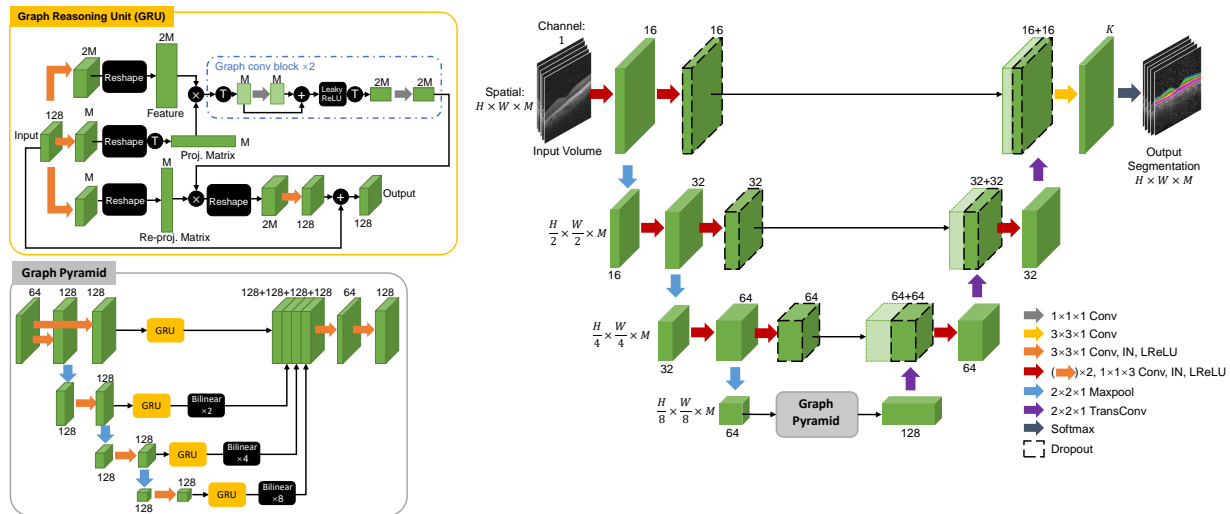 Graph Reasoning Unit (GRU)
2M
Reshape
2M
Feature
Graph conv block ×2
M
M
T
+
Leaky
ReLU
T
2M
2M
×
Input
128
M
Reshape
T
M
Proj. Matrix
M
Reshape
M
Re-proj. Matrix
×
Reshape
2M
128
+
Output
128
Graph Pyramid
64
128
128
GRU
128+128+128+128
64
128
128
128
GRU
Bilinear
×2
128
128
GRU
Bilinear
×4
128
128
GRU
Bilinear
×8
Channel:
1
Spatial:
H × W × M
Input Volume
16
16
16+16
K
Output
Segmentation
H × W × M
H/2 × W/2 × M
16
32
32
32+32
32
H/4 × W/4 × M
32
64
64
64+64
64
H/8 × W/8 × M
64
Graph
Pyramid
128
1×1×1 Conv
3×3×1 Conv
3×3×1 Conv, IN, LReLU
( )×2, 1×1×3 Conv, IN, LReLU
2×2×1 Maxpool
2×2×1 TransConv
Softmax
Dropout